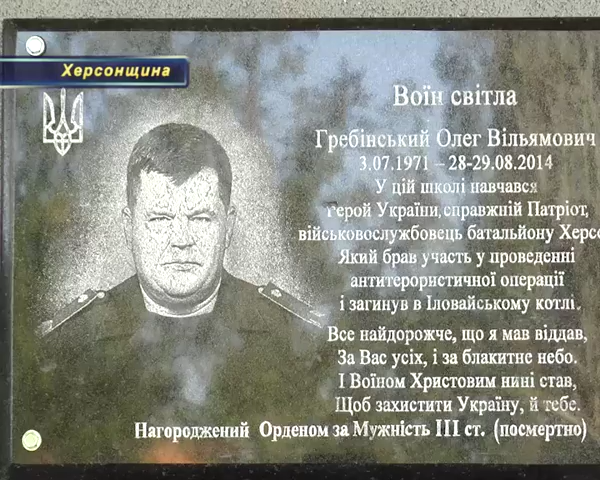 Херсонщина
Воїн світла
Гребінський Олег Вільямович
3.07.1971 – 28-29.08.2014
У цій школі навчався
Герой України, справжній Патріот,
військовослужбовець батальйону Херсо
Який брав участь у проведенні
антитерористичної операції
і загинув в Іловайському котлі.
Все найдорожче, що я мав віддав,
За Вас усіх, і за блакитне небо.
І Воїном Христовим нині став,
Щоб захистити Україну, й тебе.
Нагороджений Орденом за Мужність ІІІ ст. (посмертно)